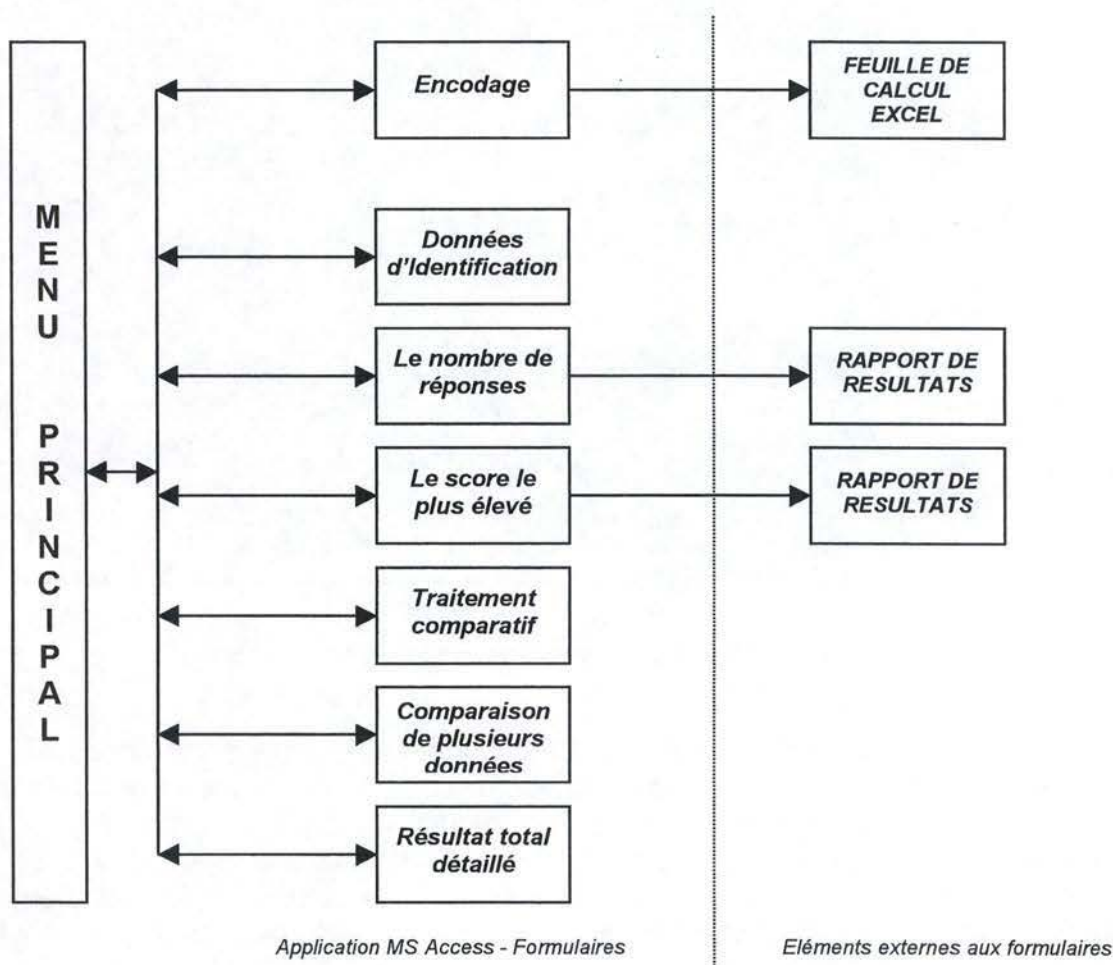 MENU PRINCIPAL
Encodage
FEUILLE DE
CALCUL
EXCEL
Données
d'Identification
Le nombre de
réponses
RAPPORT DE
RESULTATS
Le score le
plus élevé
RAPPORT DE
RESULTATS
Traitement
comparatif
Comparaison
de plusieurs
données
Résultat total
détaillé
Application MS Access - Formulaires
Eléments externes aux formulaires